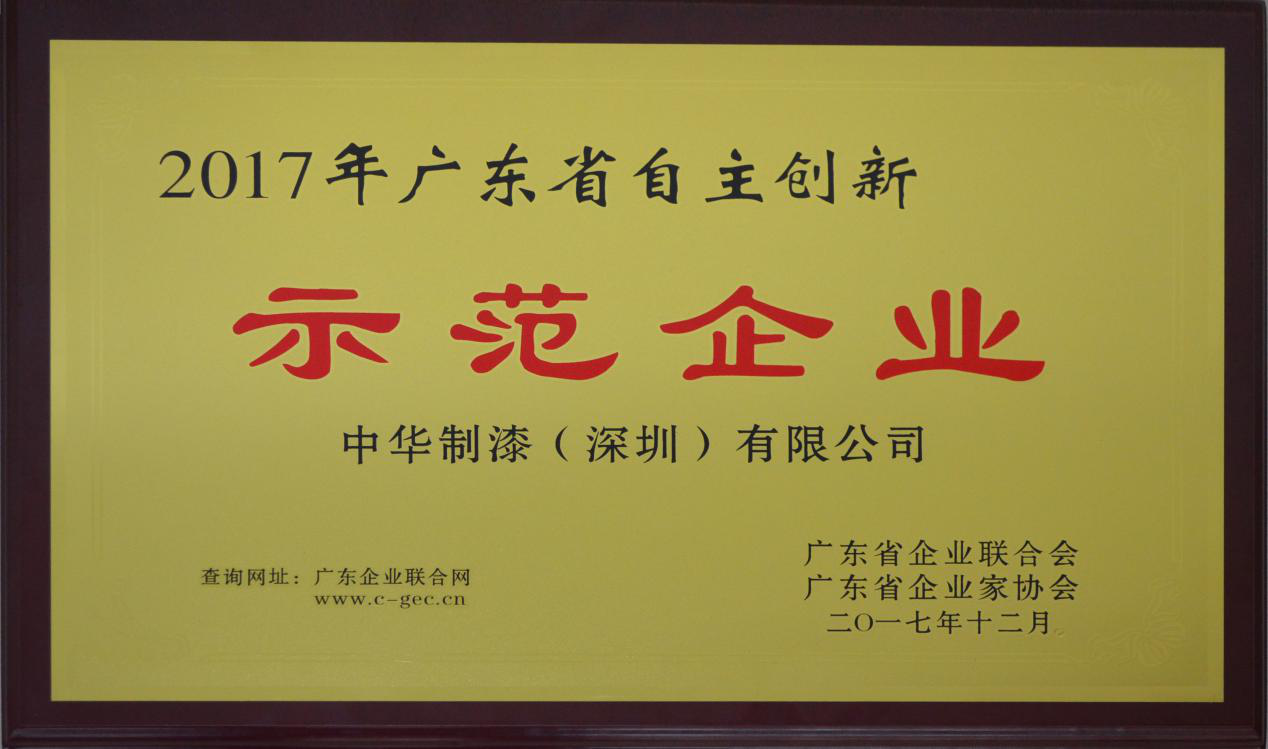 2017年广东省自主创新
示范企业
中华制漆（深圳）有限公司
查询网址：广东企业联合网
www.c-gec.cn
广东省企业联合会
广东省企业家协会
二〇一七年十二月